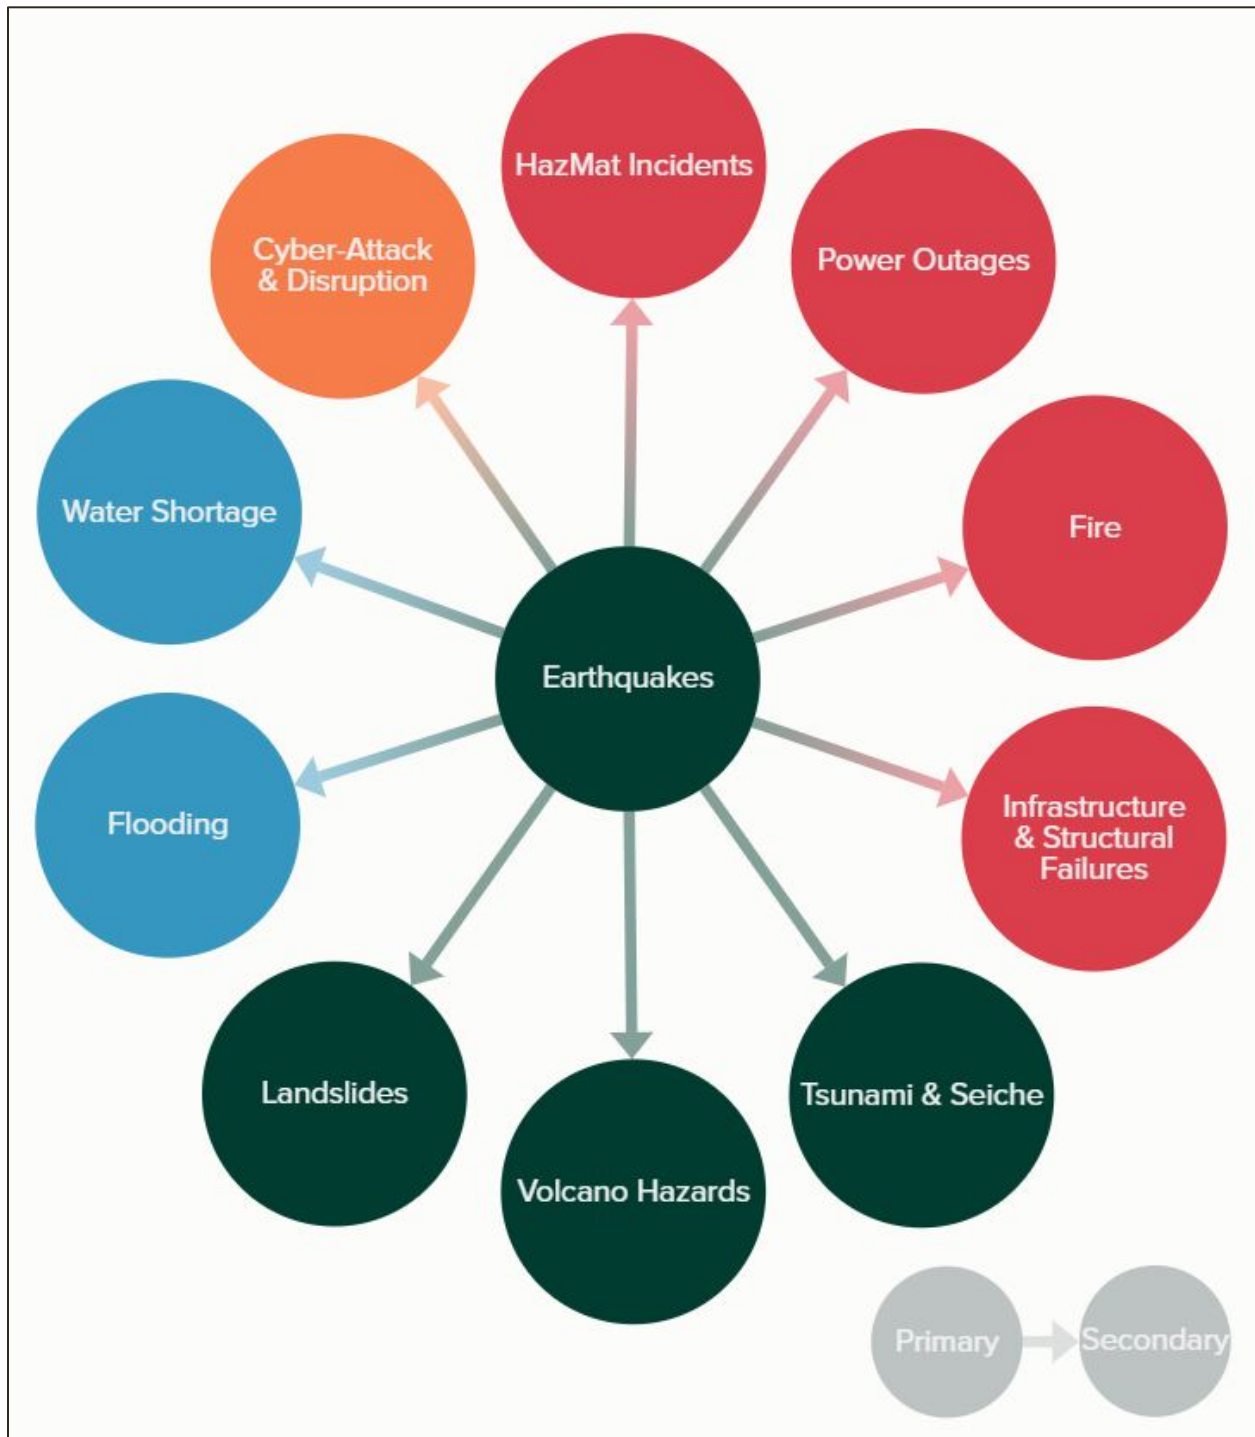 HazMat Incidents
Power Outages
Cyber-Attack
& Disruption
Water Shortage
Fire
Earthquakes
Infrastructure
& Structural
Failures
Flooding
Landslides
Tsunami & Seiche
Volcano Hazards
Primary
Secondary